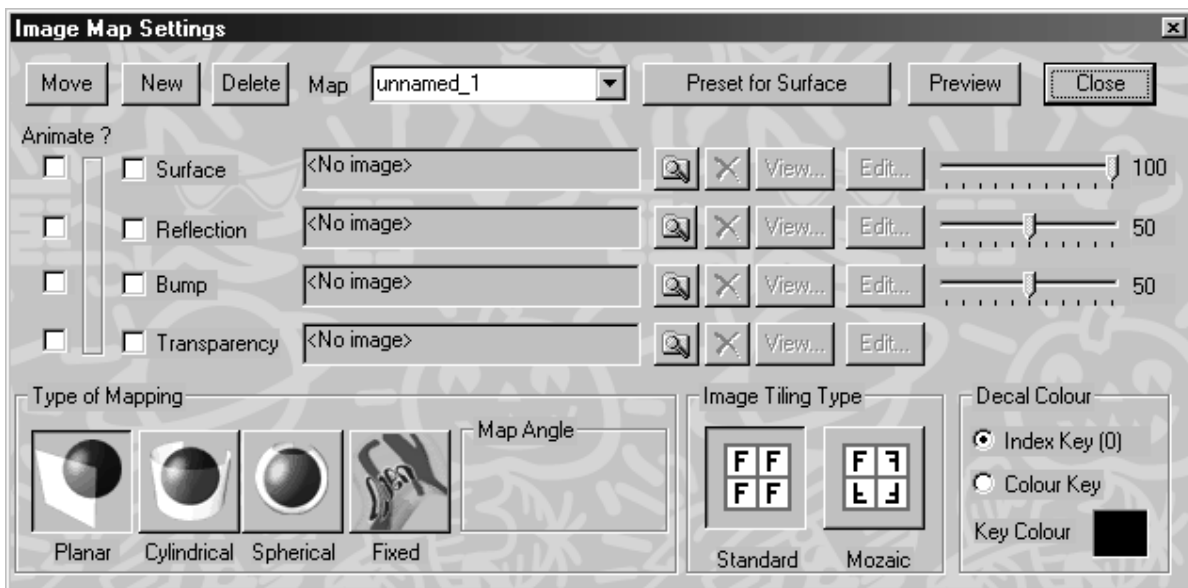 Image Map Settings
Move New Delete Map unnamed_1 Preset for Surface Preview Close
Animate ?
Surface <No image> View... Edit... 100
Reflection <No image> View... Edit... 50
Bump <No image> View... Edit... 50
Transparency <No image> View... Edit...
Type of Mapping
Map Angle
Planar Cylindrical Spherical Fixed
Image Tiling Type
F F F F
F F F F
Standard Mozaic
Decal Colour
Index Key (0)
Colour Key
Key Colour